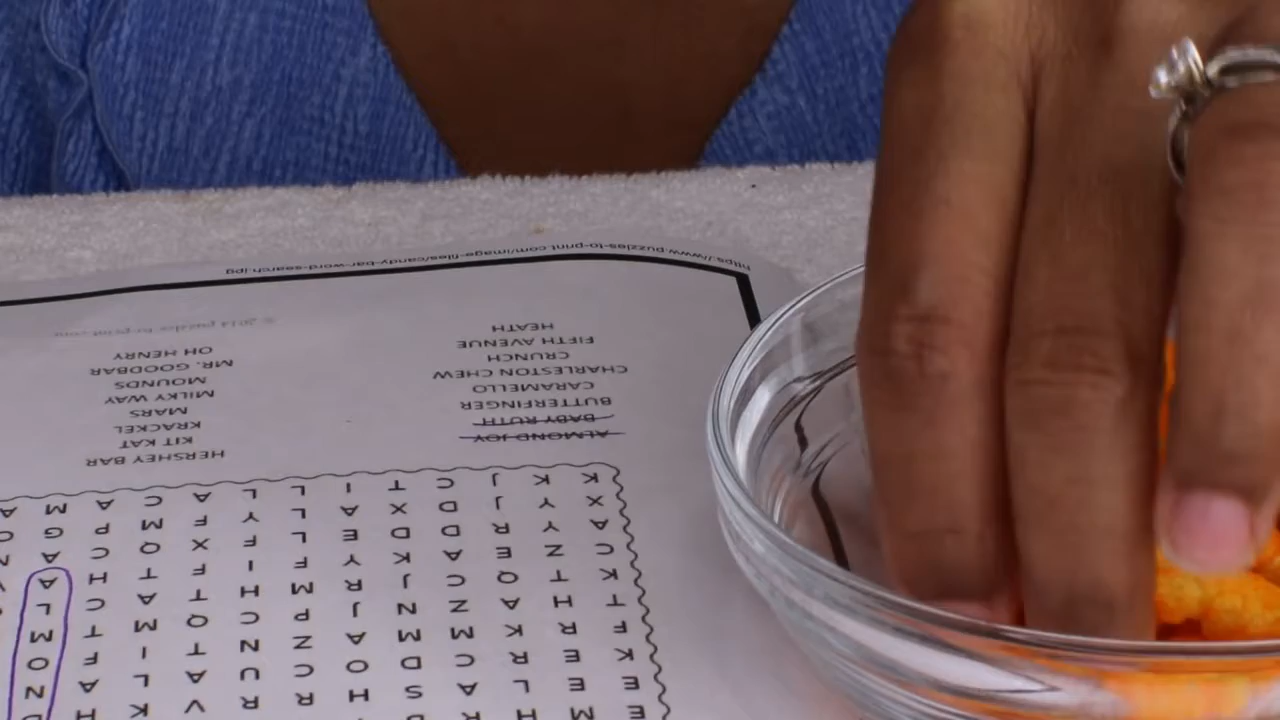 E E L A S H R R V K H
K E R C D O C U A L A N
F R K M M A N N T I F O
T H A N N J P C Q M T M
K T Q C J R M H T A C L
C Z E A K Y F I F T H A
A Y R D D E L F X O C A
X Y J D X A L Y F M P G
K K J C T I L L A C A M A
ALMOND JOY
BABY RUTH
BUTTERFINGER
CARAMELLO
CHARLESTON CHEW
CRUNCH
FIFTH AVENUE
HEATH
HERSHEY BAR
KIT KAT
KRACKEL
MARS
MILKY WAY
MOUNDS
MR. GOODBAR
OH HENRY
© 2014 puzzles-to-print.com
https://www.puzzles-to-print.com/image-files/candy-bar-word-search.jpg